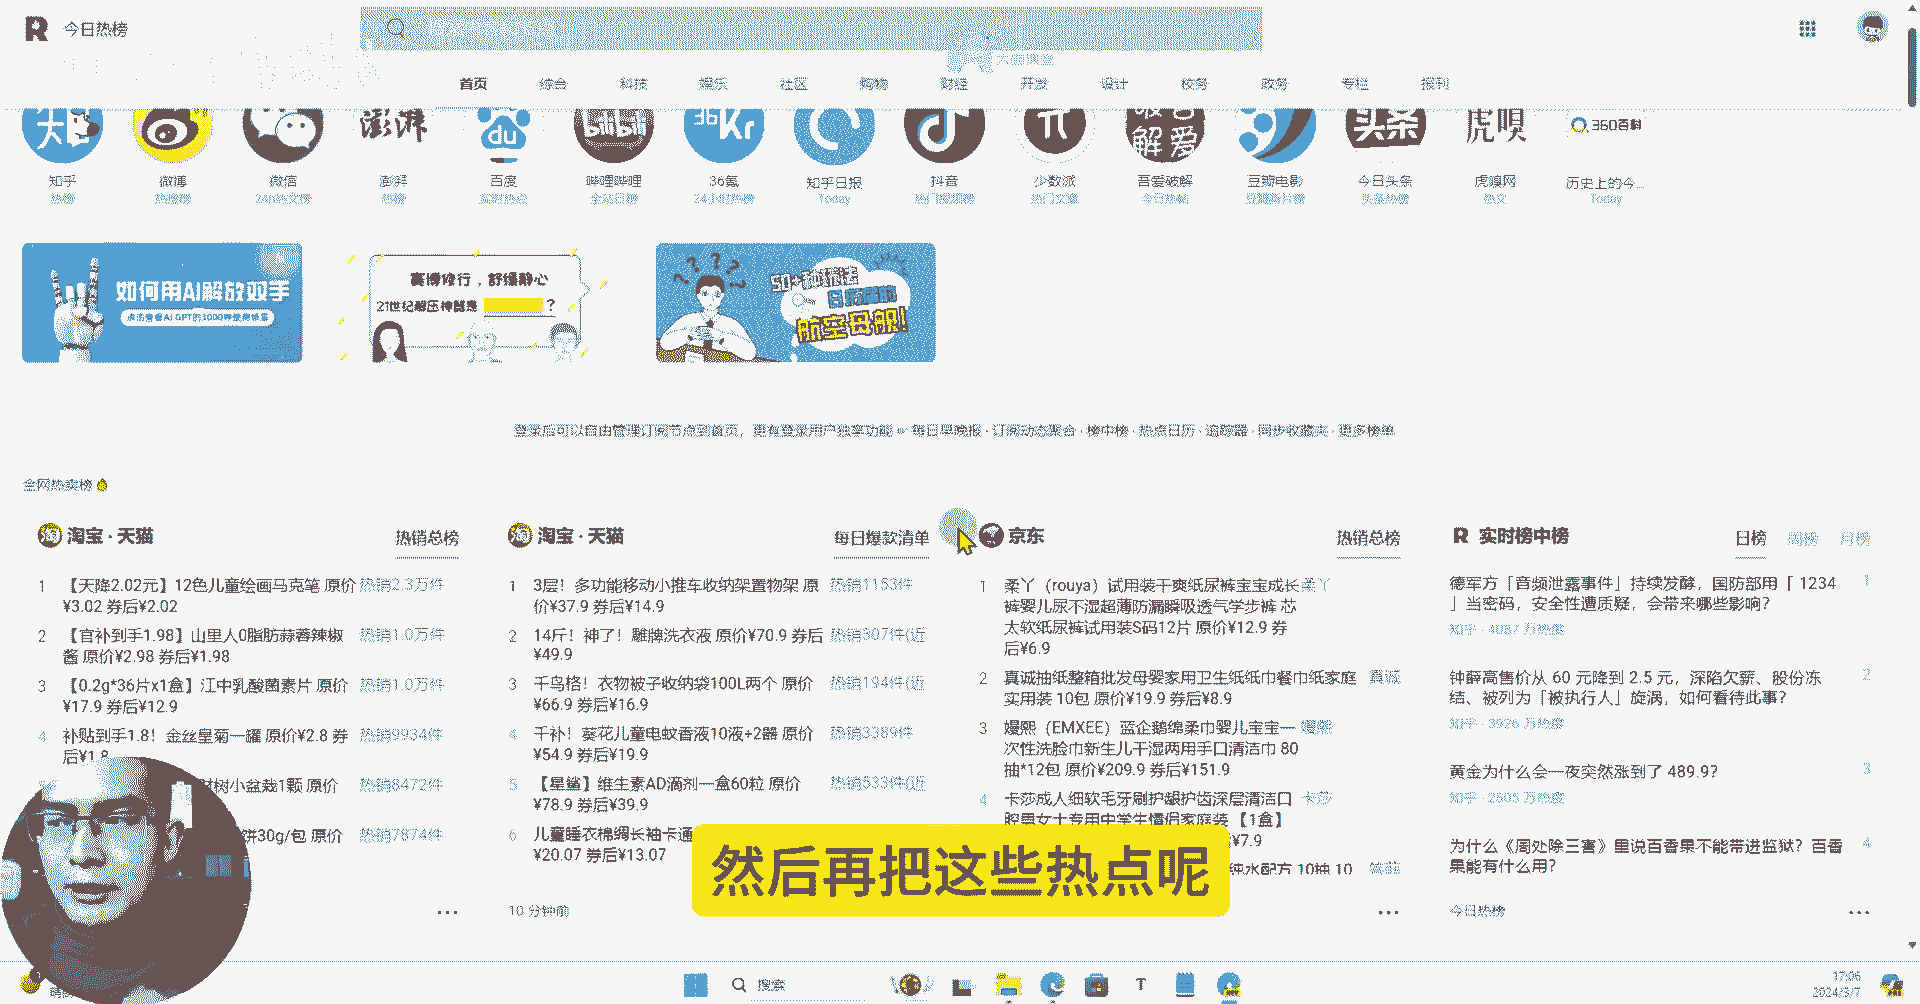 今日热榜
首页 综合 科技 娱乐 社区 购物 财经 开发 设计 校务 政务 专栏 报刊
36Kr
360百科
知乎 微博 微信 澎湃 百度 哔哩哔哩 36氪 知乎日报 抖音 少数派 吾爱破解 豆瓣电影 今日头条 虎嗅网 历史上的今...
热榜 热搜榜 24h热文榜 热榜 实时热点 全站日榜 24小时热榜 Today 热门视频榜 热门文章 今日热帖 头条热榜 热文 Today
如何用AI解放双手
赛博修行，舒缓静心
21世纪解压神器是 ?
50+种玩法
航空母舰!
登录后可以自由管理订阅节点到首页，更有登录用户独享功能 每日早晚报 · 订阅动态聚合 · 榜中榜 · 热点日历 · 追踪器 · 同步收藏夹 · 更多榜单
全网热卖榜
淘宝 · 天猫 热销总榜
1 【天降2.02元】12色儿童绘画马克笔 原价 热销2.3万件
¥3.02 券后¥2.02
2 【官补到手1.98】山里人0脂肪蒜蓉辣椒 热销1.0万件
酱 原价¥2.98 券后¥1.98
3 【0.2g*36片x1盒】江中乳酸菌素片 原价 热销1.0万件
¥17.9 券后¥12.9
4 补贴到手1.8！金丝皇菊一罐 原价¥2.8 券 热销9934件
后¥1.8
财树小盆栽1颗 原价 热销8472件
饼30g/包 原价 热销7874件
淘宝 · 天猫 每日爆款清单
1 3层！多功能移动小推车收纳架置物架 原 热销1153件
价¥37.9 券后¥14.9
2 14斤！神了！雕牌洗衣液 原价¥70.9 券后 热销307件(近
¥49.9
3 千鸟格！衣物被子收纳袋100L两个 原价 热销194件(近
¥66.9 券后¥16.9
4 千补！葵花儿童电蚊香液10液+2器 原价 热销3389件
¥54.9 券后¥19.9
5 【星鲨】维生素AD滴剂一盒60粒 原价 热销533件(近
¥78.9 券后¥39.9
6 儿童睡衣棉绸长袖卡通
¥20.07 券后¥13.07
10 分钟前
京东 热销总榜
1 柔丫（rouya）试用装干爽纸尿裤宝宝成长 柔丫
裤婴儿尿不湿超薄防漏瞬吸透气学步裤 芯
太软纸尿裤试用装S码12片 原价¥12.9 券
后¥6.9
2 真诚抽纸整箱批发母婴家用卫生纸纸巾餐巾纸家庭 真诚
实用装 10包 原价¥19.9 券后¥8.9
3 嫚熙（EMXEE）蓝企鹅绵柔巾婴儿宝宝一 嫚熙
次性洗脸巾新生儿干湿两用手口清洁巾 80
抽*12包 原价¥209.9 券后¥151.9
4 卡莎成人细软毛牙刷护龈护齿深层清洁口 卡莎
腔男女士专用中学生情侣家庭装 【1盒】
¥7.9
纯水配方 10抽 10
实时榜中榜 日榜 周榜 月榜
德军方「音频泄露事件」持续发酵，国防部用「 1234 1
」当密码，安全性遭质疑，会带来哪些影响？
知乎 · 4087 万热度
钟薛高售价从 60 元降到 2.5 元，深陷欠薪、股份冻 2
结、被列为「被执行人」旋涡，如何看待此事？
知乎 · 3926 万热度
黄金为什么会一夜突然涨到了 489.9？ 3
知乎 · 2805 万热度
为什么《周处除三害》里说百香果不能带进监狱？百香 4
果能有什么用？
今日热榜
然后再把这些热点呢
搜索
17:06
2024/3/7